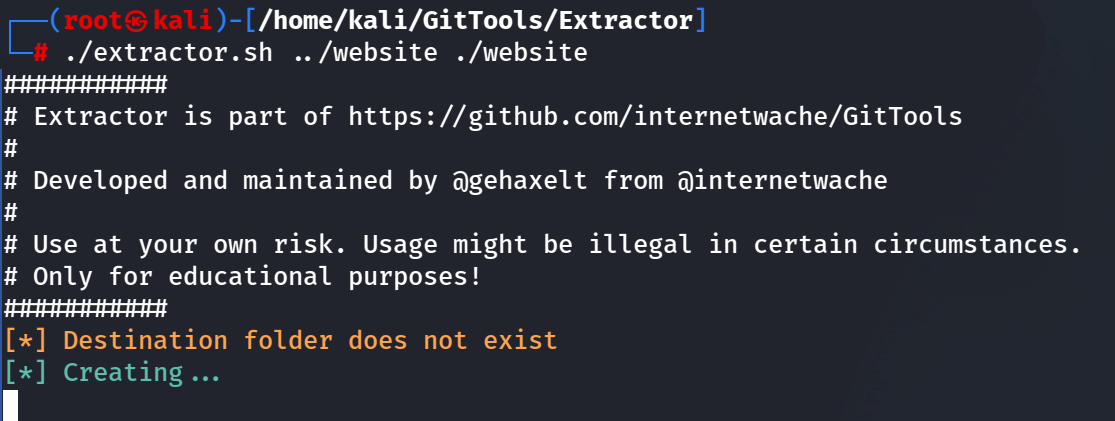 ┌──(root㉿kali)-[/home/kali/GitTools/Extractor]
└─# ./extractor.sh ../website ./website
###########
# Extractor is part of https://github.com/internetwache/GitTools
#
# Developed and maintained by @gehaxelt from @internetwache
#
# Use at your own risk. Usage might be illegal in certain circumstances.
# Only for educational purposes!
###########
[*] Destination folder does not exist
[*] Creating...